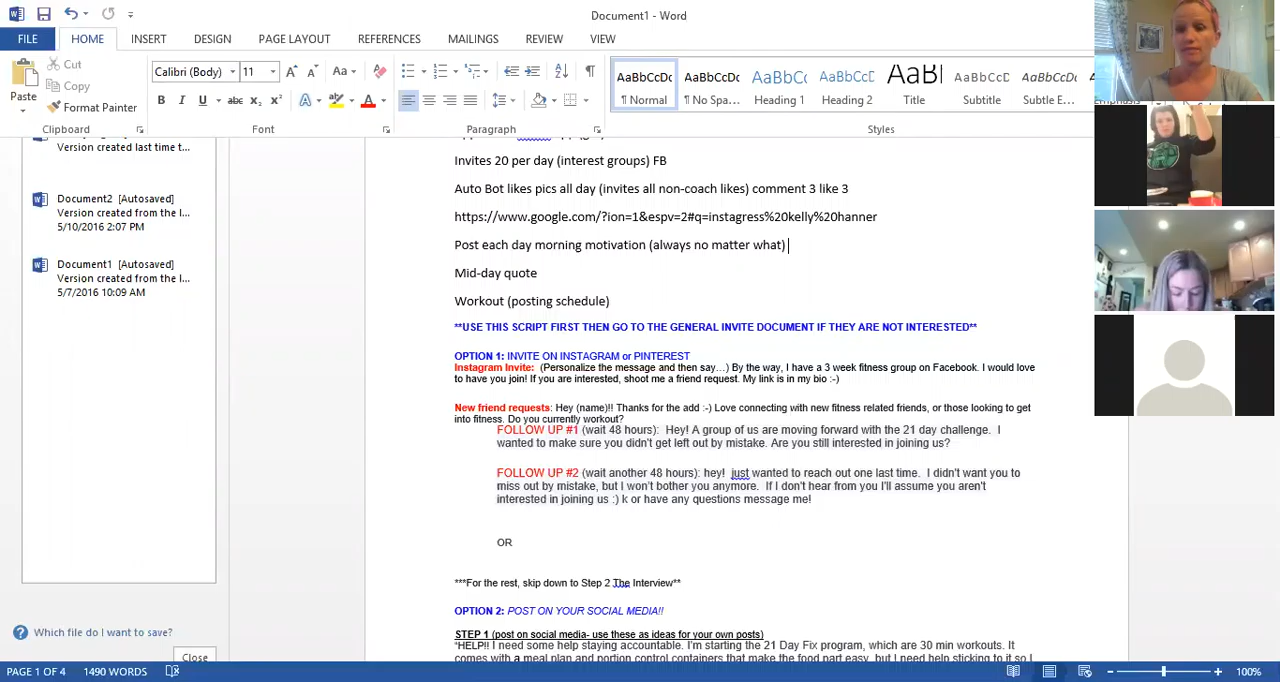 Document1 - Word
FILE
HOME
INSERT
DESIGN
PAGE LAYOUT
REFERENCES
MAILINGS
REVIEW
VIEW
Paste
Cut
Copy
Format Painter
Clipboard
Calibri (Body)
11
Font
Paragraph
AaBbCcDc
¶ Normal
AaBbCcDc
¶ No Spa...
AaBbCc
Heading 1
AaBbCcC
Heading 2
AaBl
Title
AaBbCcD
Subtitle
AaBbCcDc
Subtle E...
Styles
Version created last time t...
Document2 [Autosaved]
Version created from the l...
5/10/2016 2:07 PM
Document1 [Autosaved]
Version created from the l...
5/7/2016 10:09 AM
Which file do I want to save?
Close
Invites 20 per day (interest groups) FB
Auto Bot likes pics all day (invites all non-coach likes) comment 3 like 3
https://www.google.com/?ion=1&espv=2#q=instagress%20kelly%20hanner
Post each day morning motivation (always no matter what)
Mid-day quote
Workout (posting schedule)
**USE THIS SCRIPT FIRST THEN GO TO THE GENERAL INVITE DOCUMENT IF THEY ARE NOT INTERESTED**
OPTION 1: INVITE ON INSTAGRAM or PINTEREST
Instagram Invite: (Personalize the message and then say…) By the way, I have a 3 week fitness group on Facebook. I would love
to have you join! If you are interested, shoot me a friend request. My link is in my bio :-)
New friend requests: Hey (name)!! Thanks for the add :-) Love connecting with new fitness related friends, or those looking to get
into fitness. Do you currently workout?
FOLLOW UP #1 (wait 48 hours): Hey! A group of us are moving forward with the 21 day challenge. I
wanted to make sure you didn't get left out by mistake. Are you still interested in joining us?
FOLLOW UP #2 (wait another 48 hours): hey! just wanted to reach out one last time. I didn't want you to
miss out by mistake, but I won't bother you anymore. If I don't hear from you I'll assume you aren't
interested in joining us :) k or have any questions message me!
OR
***For the rest, skip down to Step 2 The Interview**
OPTION 2: POST ON YOUR SOCIAL MEDIA!!
STEP 1 (post on social media- use these as ideas for your own posts)
*HELP!! I need some help staying accountable. I'm starting the 21 Day Fix program, which are 30 min workouts. It
comes with a meal plan and portion control containers that make the food part easy, but I need help sticking to it so I
PAGE 1 OF 4
1490 WORDS
100%